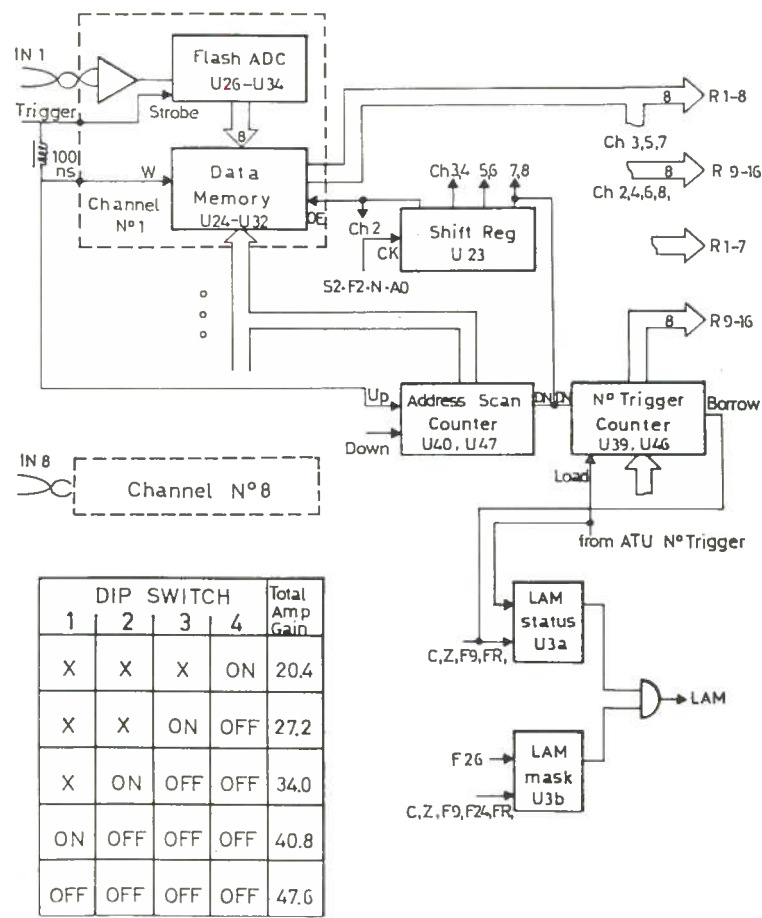 IN 1
Flash ADC
U26-U34
Trigger
Strobe
8
100
ns
W
Data
Memory
U24-U32
OE
Channel
Nº1
R 1-8
8
Ch 3,5,7
8
R 9-16
Ch 2,4,6,8,
R1-7
8
R 9-16
Ch3,4
5,6
7,8
Ch 2
Shift Reg
U 23
CK
S2·F2·N·A0
Up
Down
Address Scan
Counter
U40, U47
DN
DN
Nº Trigger
Counter
U39, U46
Borrow
Load
from ATU Nº Trigger
IN 8
Channel Nº8
LAM
status
U3a
C,Z,F9,FR,
LAM
F26
LAM
mask
U3b
C,Z,F9,F24,FR,
DIP SWITCH
Total
Amp
Gain
1 2 3 4
X X X ON 20.4
X X ON OFF 27.2
X ON OFF OFF 34.0
ON OFF OFF OFF 40.8
OFF OFF OFF OFF 47.6